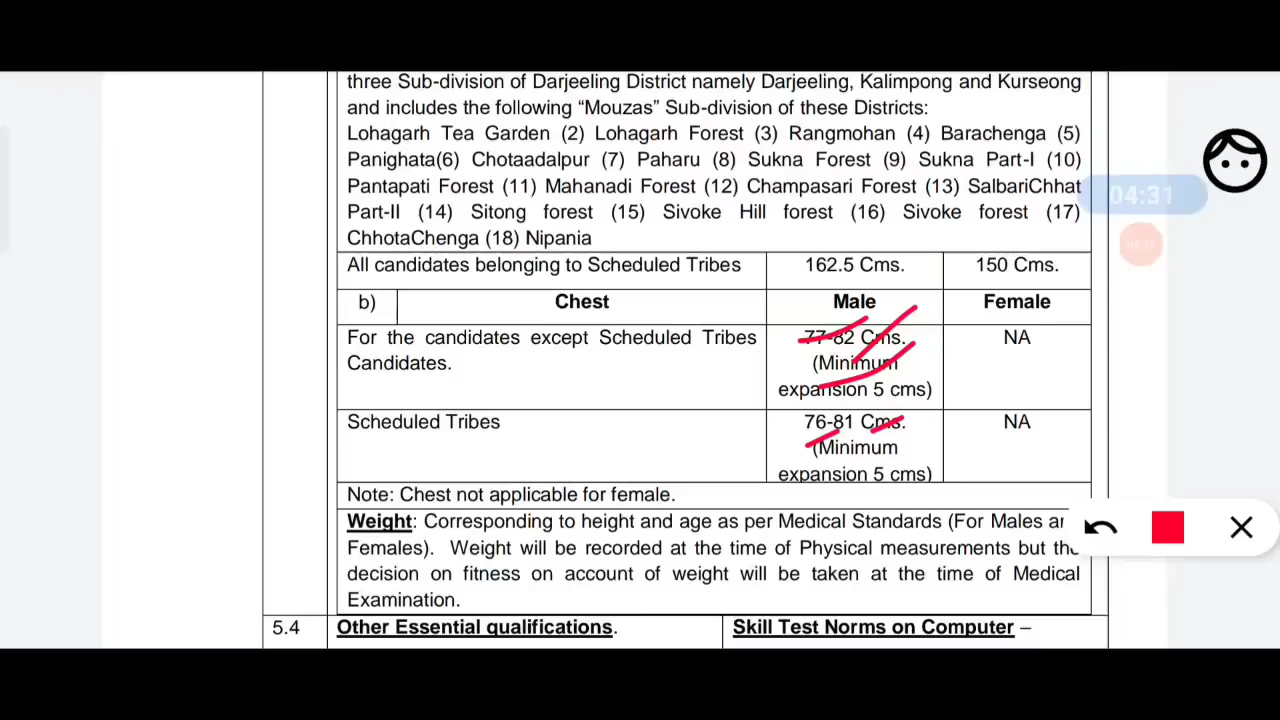 three Sub-division of Darjeeling District namely Darjeeling, Kalimpong and Kurseong
and includes the following “Mouzas” Sub-division of these Districts:
Lohagarh Tea Garden (2) Lohagarh Forest (3) Rangmohan (4) Barachenga (5)
Panighata(6) Chotaadalpur (7) Paharu (8) Sukna Forest (9) Sukna Part-I (10)
Pantapati Forest (11) Mahanadi Forest (12) Champasari Forest (13) SalbariChhat
Part-II (14) Sitong forest (15) Sivoke Hill forest (16) Sivoke forest (17)
ChhotaChenga (18) Nipania
04:31
All candidates belonging to Scheduled Tribes 162.5 Cms. 150 Cms.
b) Chest Male Female
For the candidates except Scheduled Tribes 77-82 Cms. NA
Candidates. (Minimum
expansion 5 cms)
Scheduled Tribes 76-81 Cms. NA
(Minimum
expansion 5 cms)
Note: Chest not applicable for female.
Weight: Corresponding to height and age as per Medical Standards (For Males
Females). Weight will be recorded at the time of Physical measurements but the
decision on fitness on account of weight will be taken at the time of Medical
Examination.
5.4 Other Essential qualifications. Skill Test Norms on Computer –